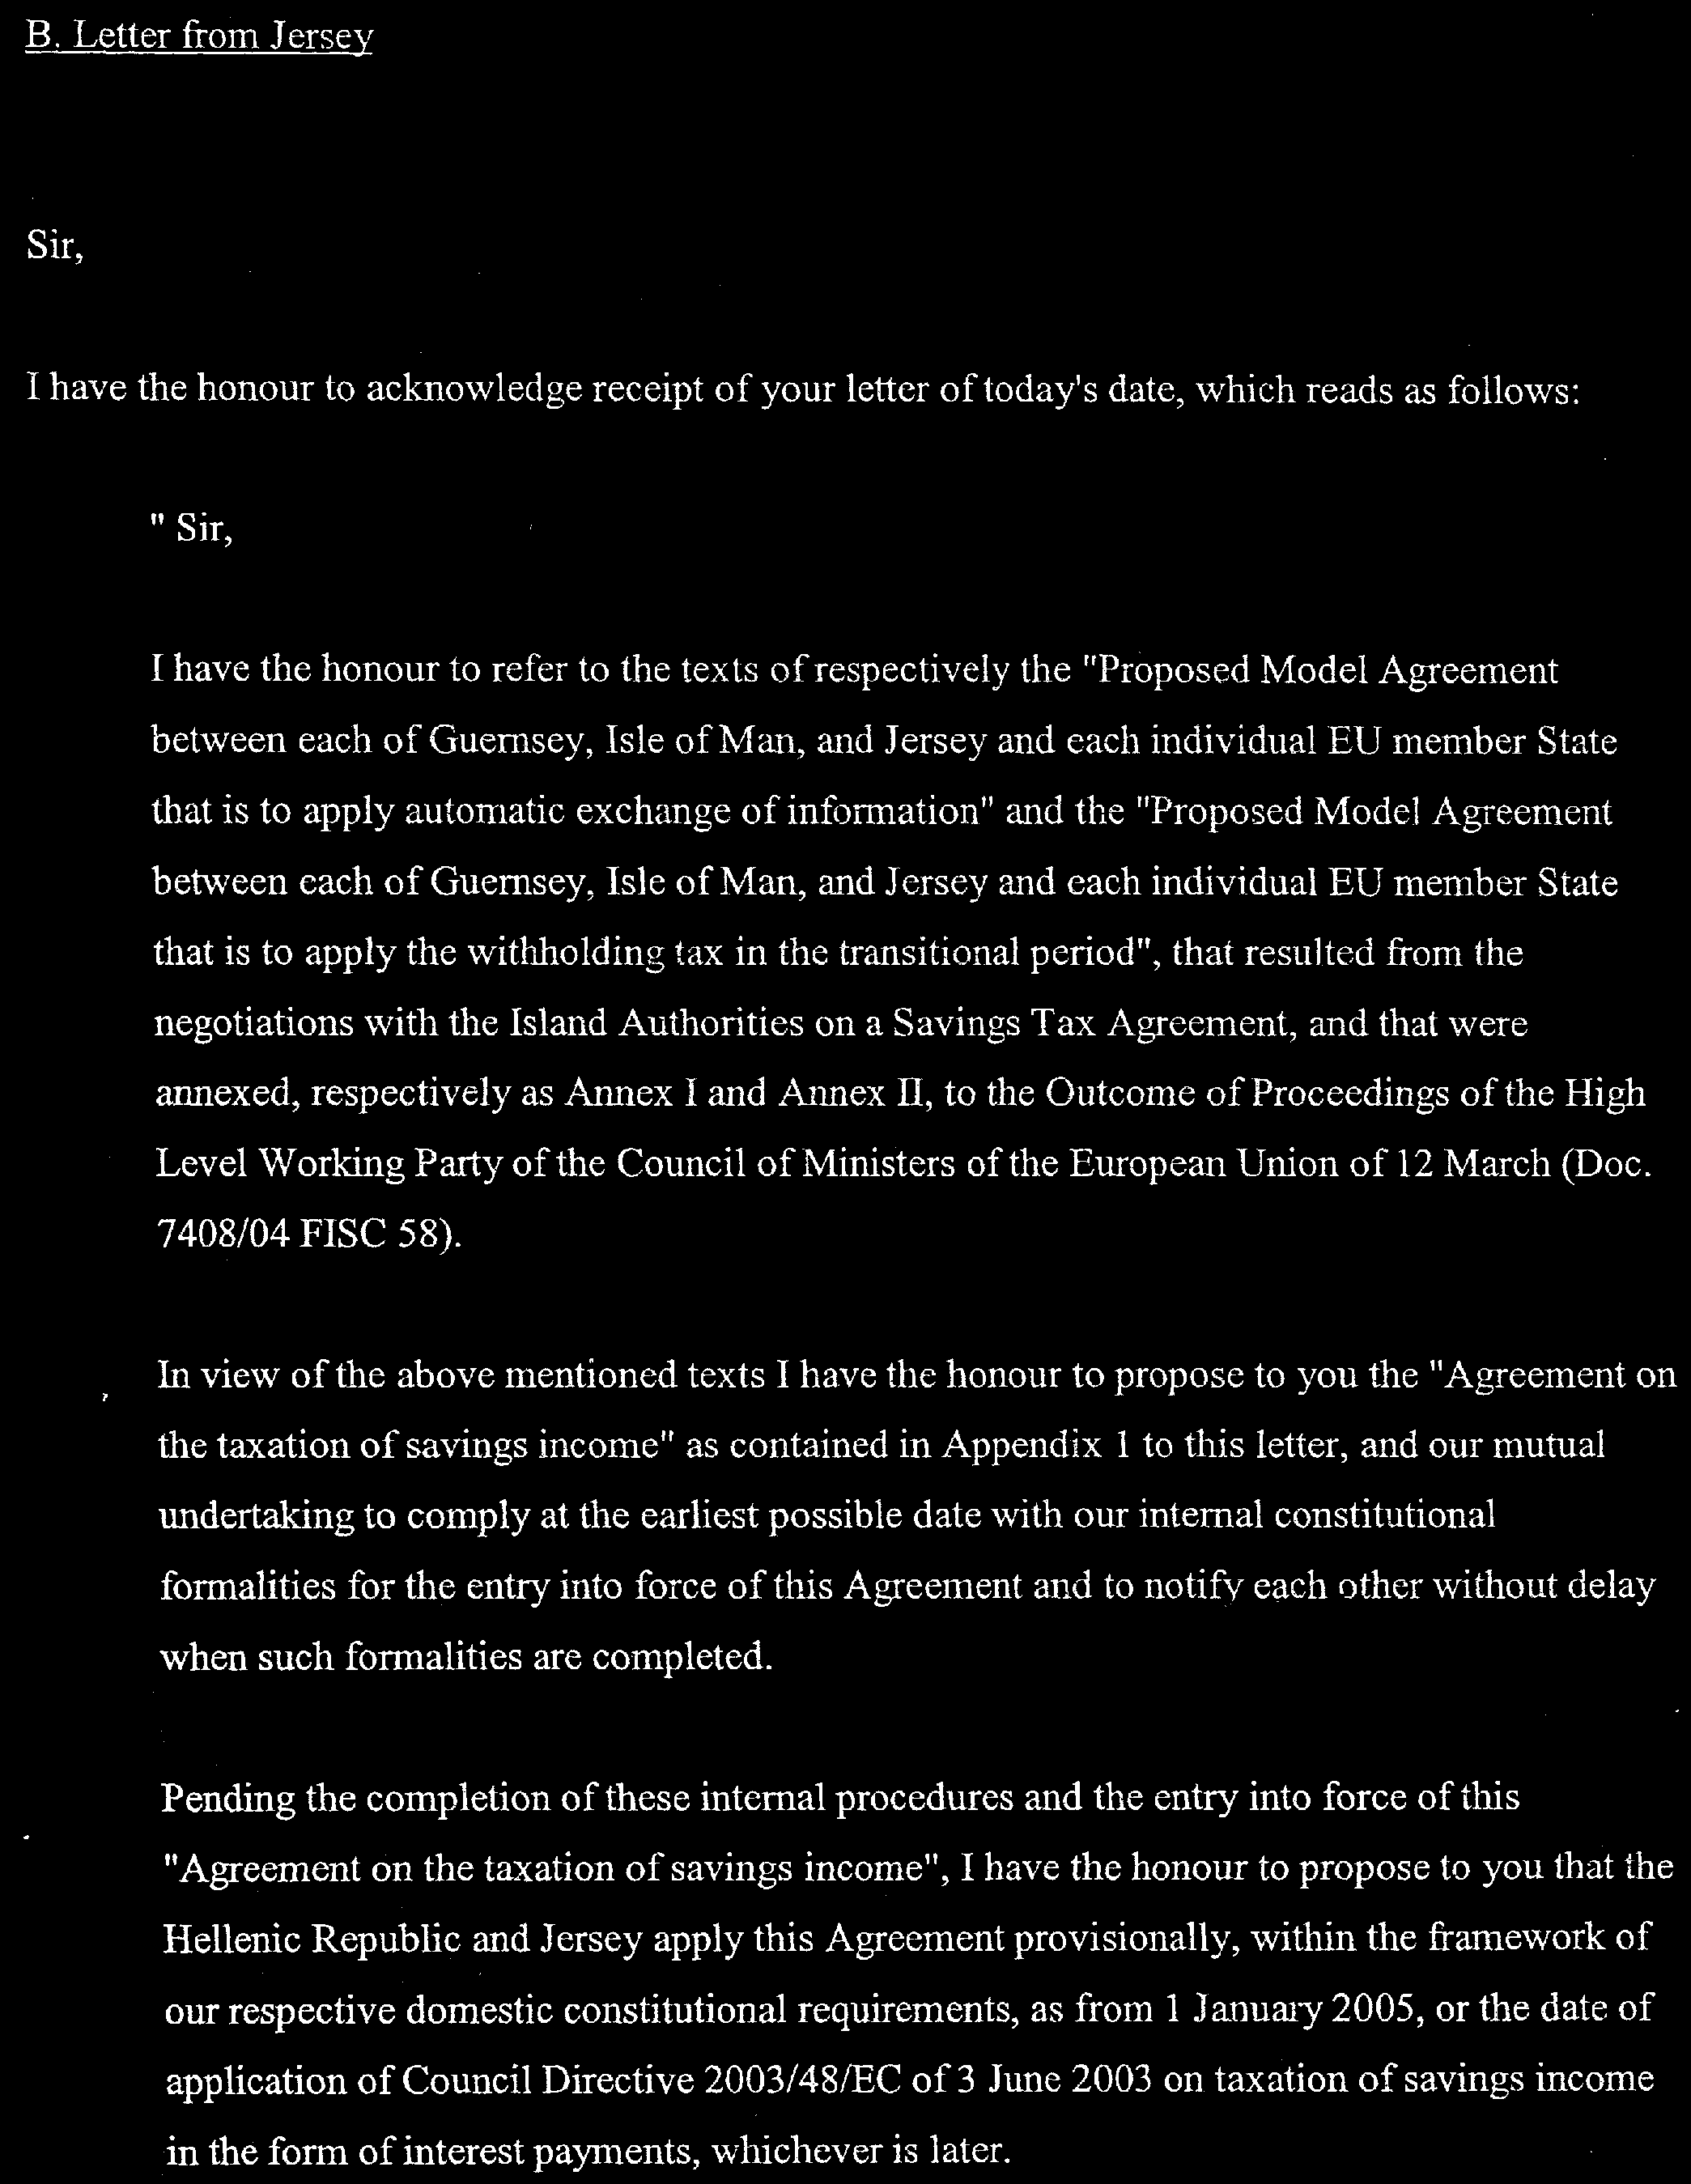 B. Letter from Jersey
Sir,
I have the honour to acknowledge receipt of your letter of today's date, which reads as follows:
" Sir,
I have the honour to refer to the texts of respectively the "Proposed Model Agreement
between each of Guernsey, Isle of Man, and Jersey and each individual EU member State
that is to apply automatic exchange of information" and the "Proposed Model Agreement
between each of Guernsey, Isle of Man, and Jersey and each individual EU member State
that is to apply the withholding tax in the transitional period", that resulted from the
negotiations with the Island Authorities on a Savings Tax Agreement, and that were
annexed, respectively as Annex I and Annex II, to the Outcome of Proceedings of the High
Level Working Party of the Council of Ministers of the European Union of 12 March (Doc.
7408/04 FISC 58).
In view of the above mentioned texts I have the honour to propose to you the "Agreement on
the taxation of savings income" as contained in Appendix 1 to this letter, and our mutual
undertaking to comply at the earliest possible date with our internal constitutional
formalities for the entry into force of this Agreement and to notify each other without delay
when such formalities are completed.
Pending the completion of these internal procedures and the entry into force of this
"Agreement on the taxation of savings income", I have the honour to propose to you that the
Hellenic Republic and Jersey apply this Agreement provisionally, within the framework of
our respective domestic constitutional requirements, as from 1 January 2005, or the date of
application of Council Directive 2003/48/EC of 3 June 2003 on taxation of savings income
in the form of interest payments, whichever is later.